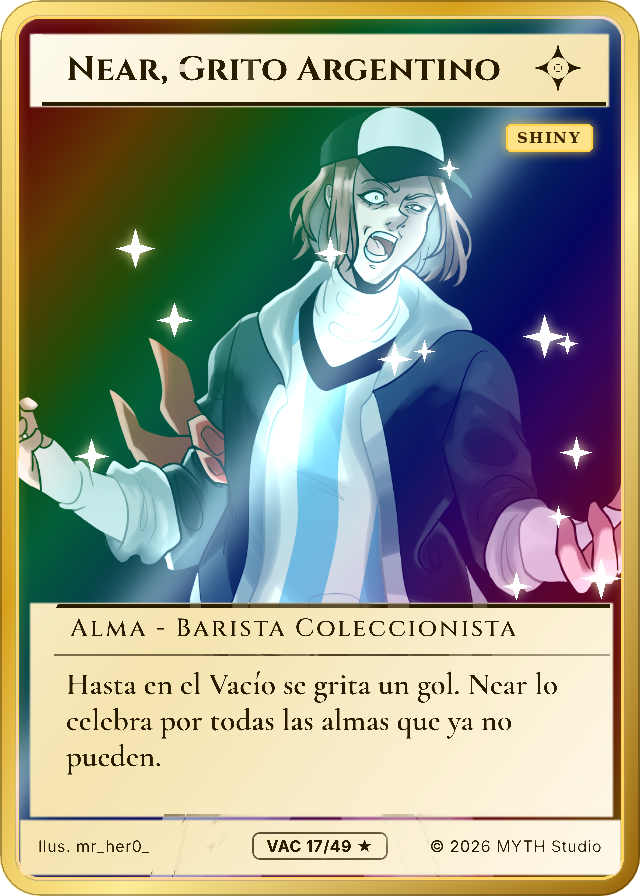 Near, Grito Argentino
SHINY
Alma - Barista Coleccionista
Hasta en el Vacío se grita un gol. Near lo
celebra por todas las almas que ya no
pueden.
Ilus. mr_her0_
VAC 17/49 ★
© 2026 MYTH Studio